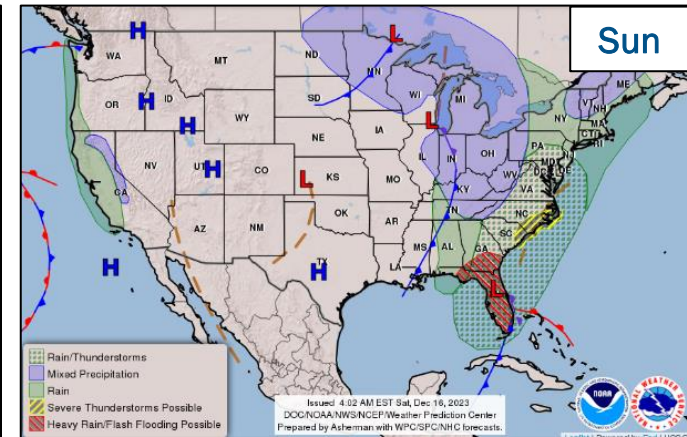 Sun
L
H
WA
MT
ND
MN
ME
OR
H
ID
H
SD
WI
MI
VT
NH
NY
MA
CT
RI
WY
L
NE
IA
PA
NJ
NV
UT
H
CO
IL
IN
OH
MD
DC
DE
WV
VA
CA
L
KS
MO
KY
NC
AZ
NM
OK
AR
TN
SC
H
TX
H
MS
AL
GA
LA
L
Rain/Thunderstorms
Mixed Precipitation
Rain
Severe Thunderstorms Possible
Heavy Rain/Flash Flooding Possible
Issued 4:02 AM EST Sat, Dec 16, 2023
DOC/NOAA/NWS/NCEP/Weather Prediction Center
Prepared by Asherman with WPC/SPC/NHC forecasts.
NOAA